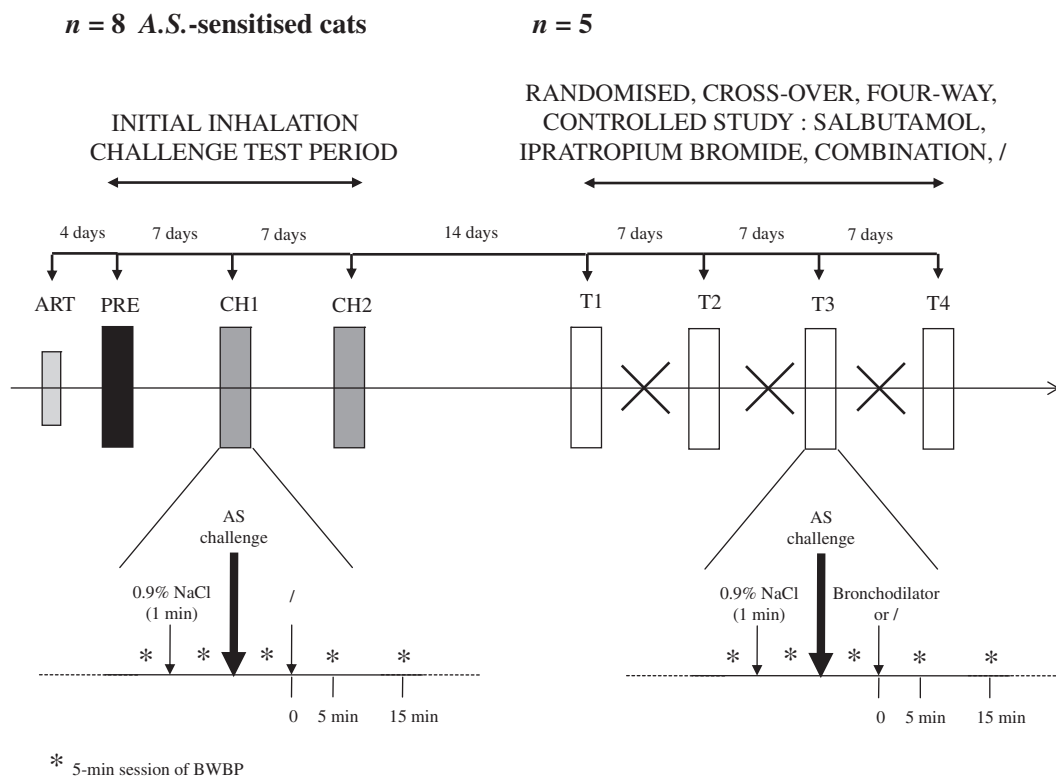 n = 8 A.S.-sensitised cats
n = 5
INITIAL INHALATION
CHALLENGE TEST PERIOD
RANDOMISED, CROSS-OVER, FOUR-WAY,
CONTROLLED STUDY : SALBUTAMOL,
IPRATROPIUM BROMIDE, COMBINATION, /
4 days
7 days
7 days
14 days
7 days
7 days
7 days
ART
PRE
CH1
CH2
T1
T2
T3
T4
AS
challenge
0.9% NaCl
(1 min)
/
* * * * *
0
5 min
15 min
AS
challenge
0.9% NaCl
(1 min)
Bronchodilator
or /
* * * * *
0
5 min
15 min
* 5-min session of BWBP